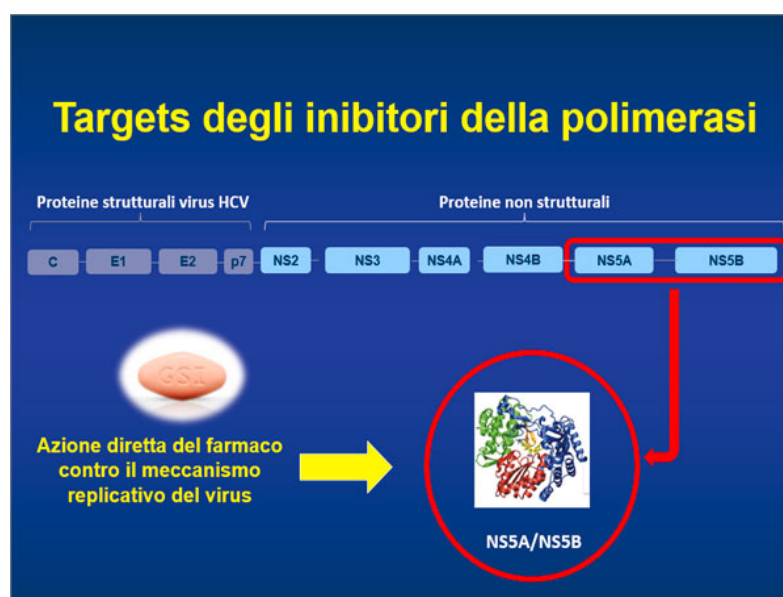 Targets degli inibitori della polimerasi
Proteine strutturali virus HCV
Proteine non strutturali
C E1 E2 p7 NS2 NS3 NS4A NS4B NS5A NS5B
GSI
Azione diretta del farmaco
contro il meccanismo
replicativo del virus
NS5A/NS5B